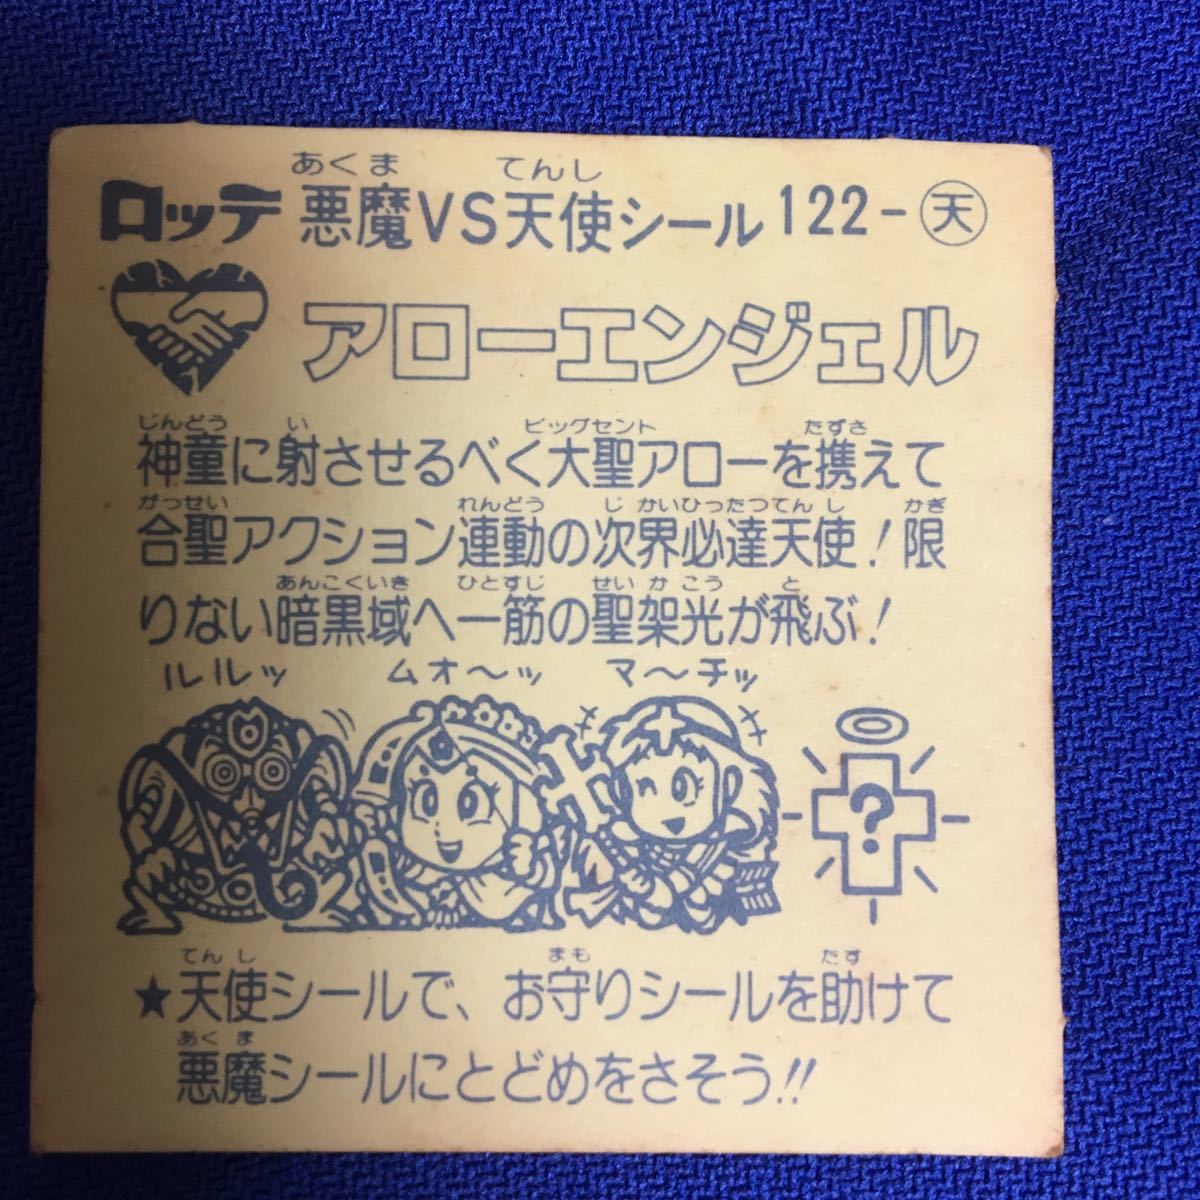 あくま てんし
ロッテ 悪魔VS天使シール 122-天
アローエンジェル
じんどう い ビッグセント たずさ
神童に射させるべく大聖アローを携えて
がっせい れんどう じ かいひったつてん し かぎ
合聖アクション連動の次界必達天使!限
あんこくいき ひとすじ せい か こう と
りない暗黒域へ一筋の聖架光が飛ぶ!
ルルッ ムォ〜ッ マ〜チッ
?
てん し まも たす
★天使シールで、お守りシールを助けて
あく ま
悪魔シールにとどめをさそう!!